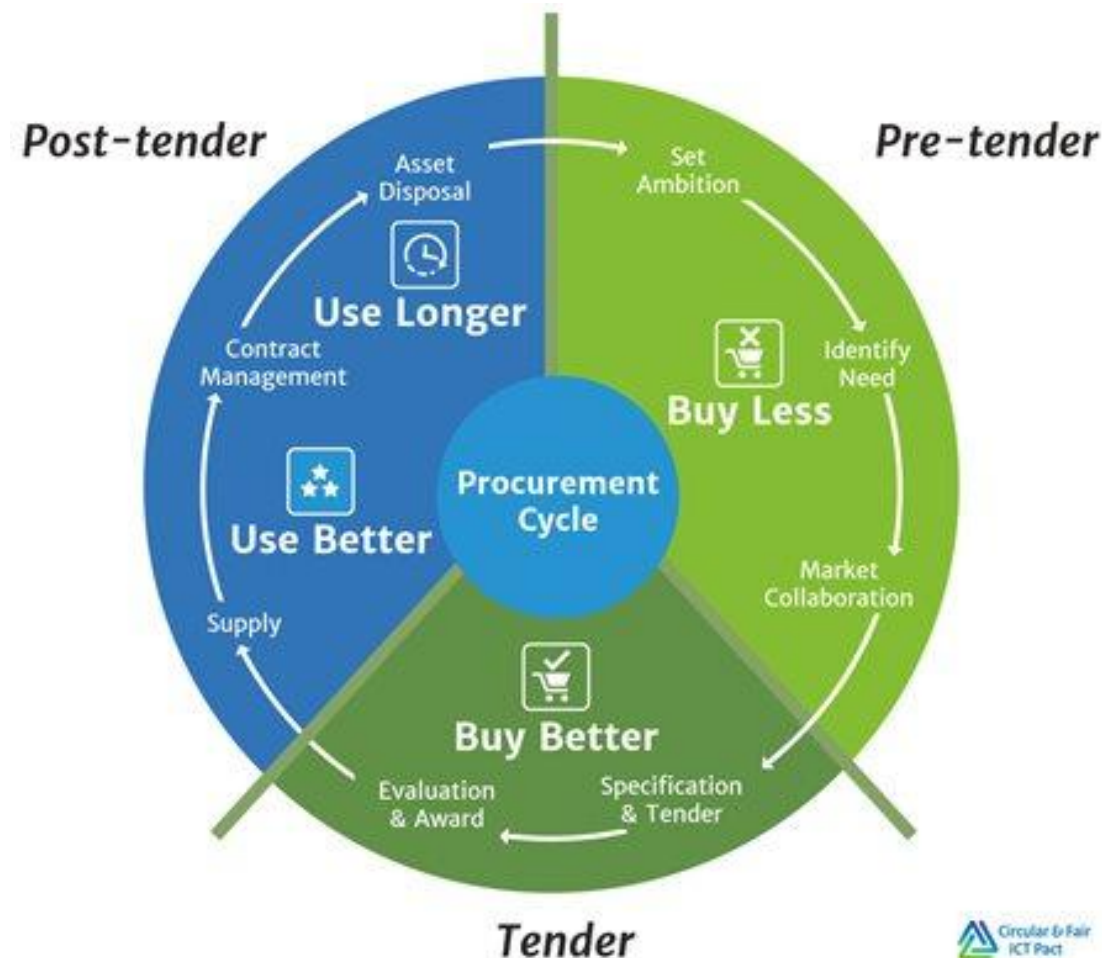 Post-tender
Pre-tender
Asset
Disposal
Set
Ambition
Use Longer
Contract
Management
Identify
Need
Buy Less
Procurement
Cycle
Use Better
Market
Collaboration
Supply
Buy Better
Evaluation
& Award
Specification
& Tender
Tender
Circular & Fair
ICT Pact